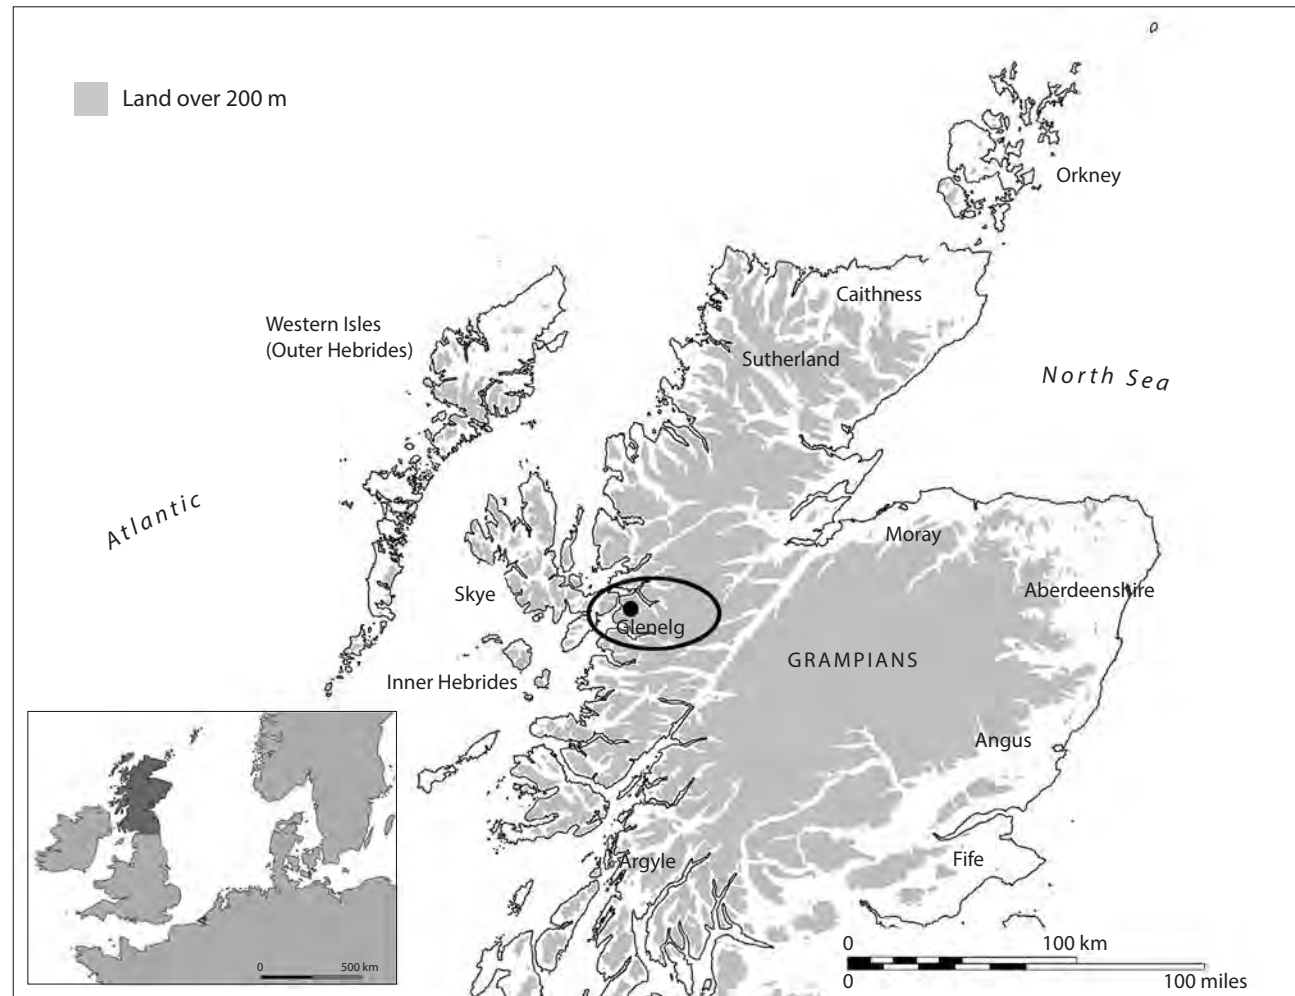 Land over 200 m
Orkney
Caithness
Western Isles
(Outer Hebrides)
Sutherland
North Sea
Atlantic
Moray
Skye
Aberdeenshire
Glenelg
GRAMPIANS
Inner Hebrides
Angus
Argyle
Fife
0 100 km
0 500 km
100 miles